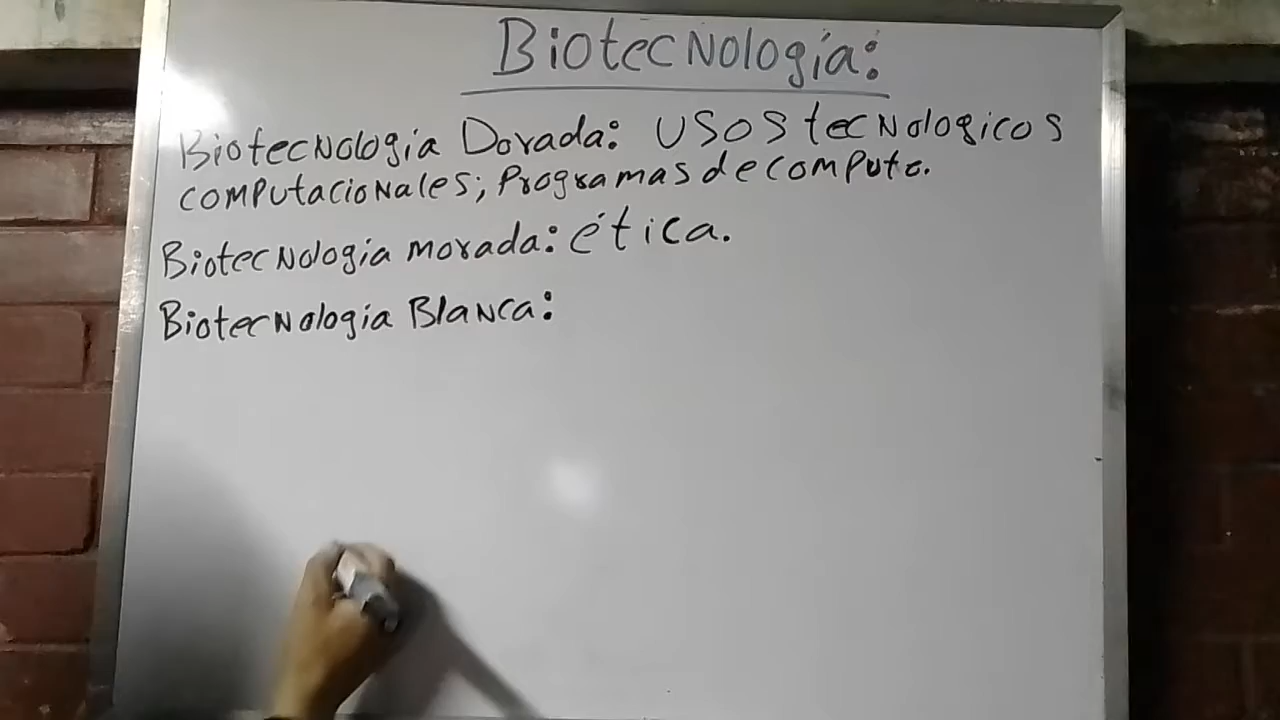 Biotecnología:
Biotecnologia Dorada: Usos tecnologicos
computacionales; Programas de computo.
Biotecnologia morada: ética.
Biotecnologia Blanca: